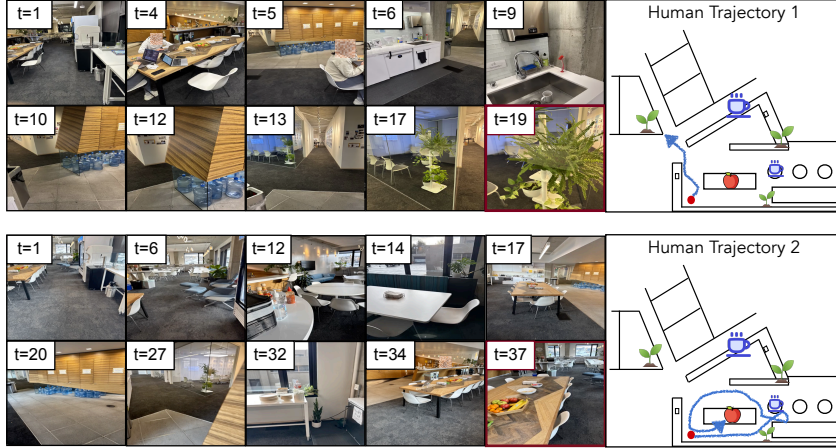 t=1
t=4
t=5
t=6
t=9
Human Trajectory 1
t=10
t=12
t=13
t=17
t=19
t=1
t=6
t=12
t=14
t=17
Human Trajectory 2
t=20
t=27
t=32
t=34
t=37